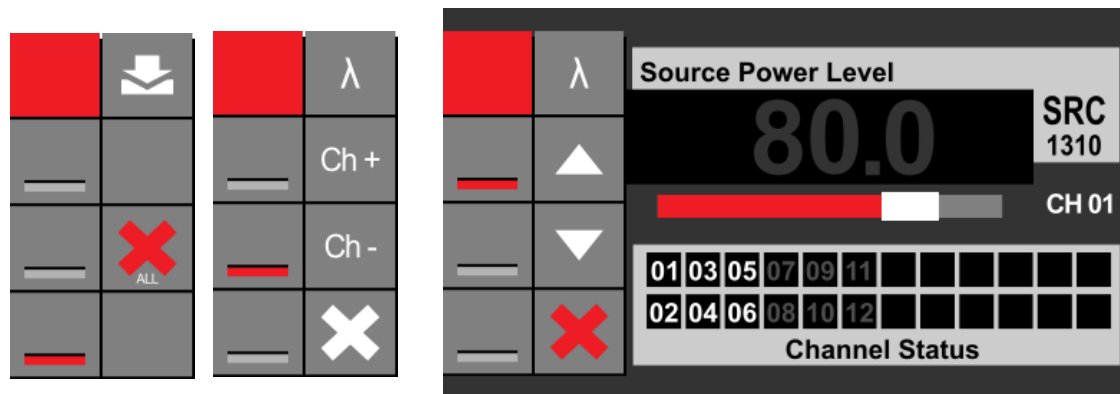 ALL
λ
Ch +
Ch -
λ
Source Power Level
80.0
SRC
1310
CH 01
01 03 05 07 09 11
02 04 06 08 10 12
Channel Status